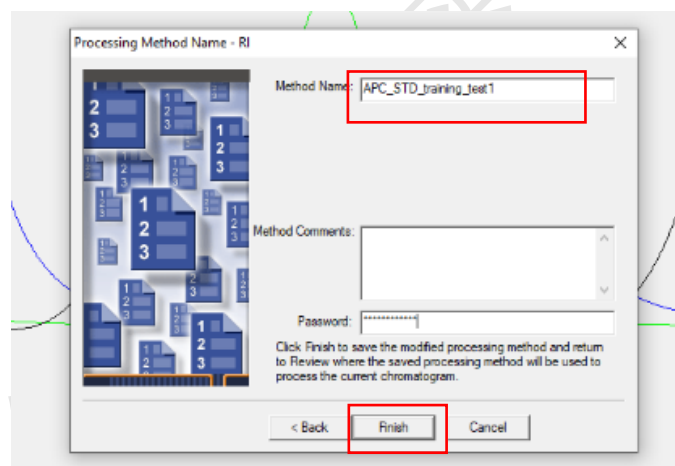 Processing Method Name - RI
Method Name: APC_STD_training_test1
Method Comments:
Password: ************
Click Finish to save the modified processing method and return
to Review where the saved processing method will be used to
process the current chromatogram.
< Back Finish Cancel